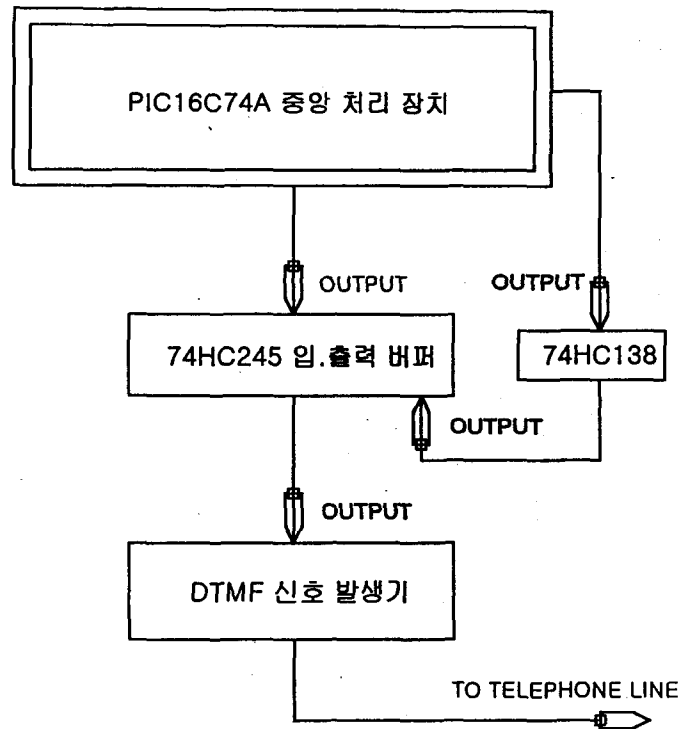 PIC16C74A 중앙 처리 장치
OUTPUT
OUTPUT
74HC245 입.출력 버퍼
74HC138
OUTPUT
OUTPUT
DTMF 신호 발생기
TO TELEPHONE LINE